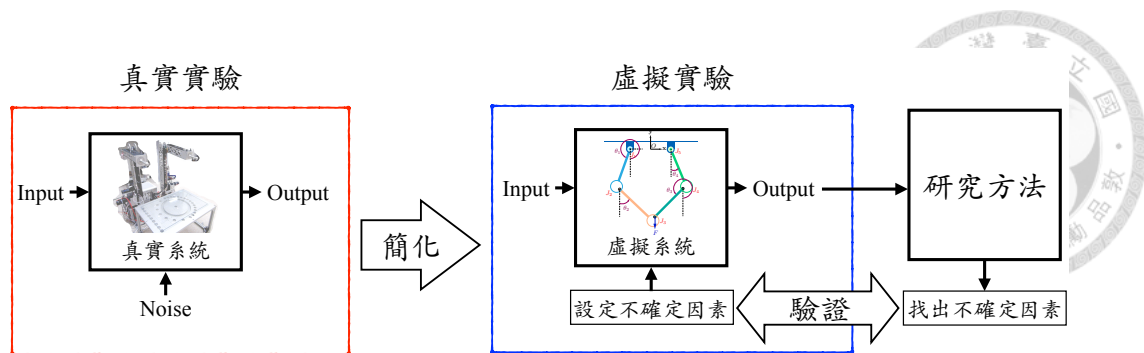 真實實驗
Input
Output
真實系統
Noise
簡化
虛擬實驗
Input
Output
虛擬系統
設定不確定因素
驗證
研究方法
找出不確定因素